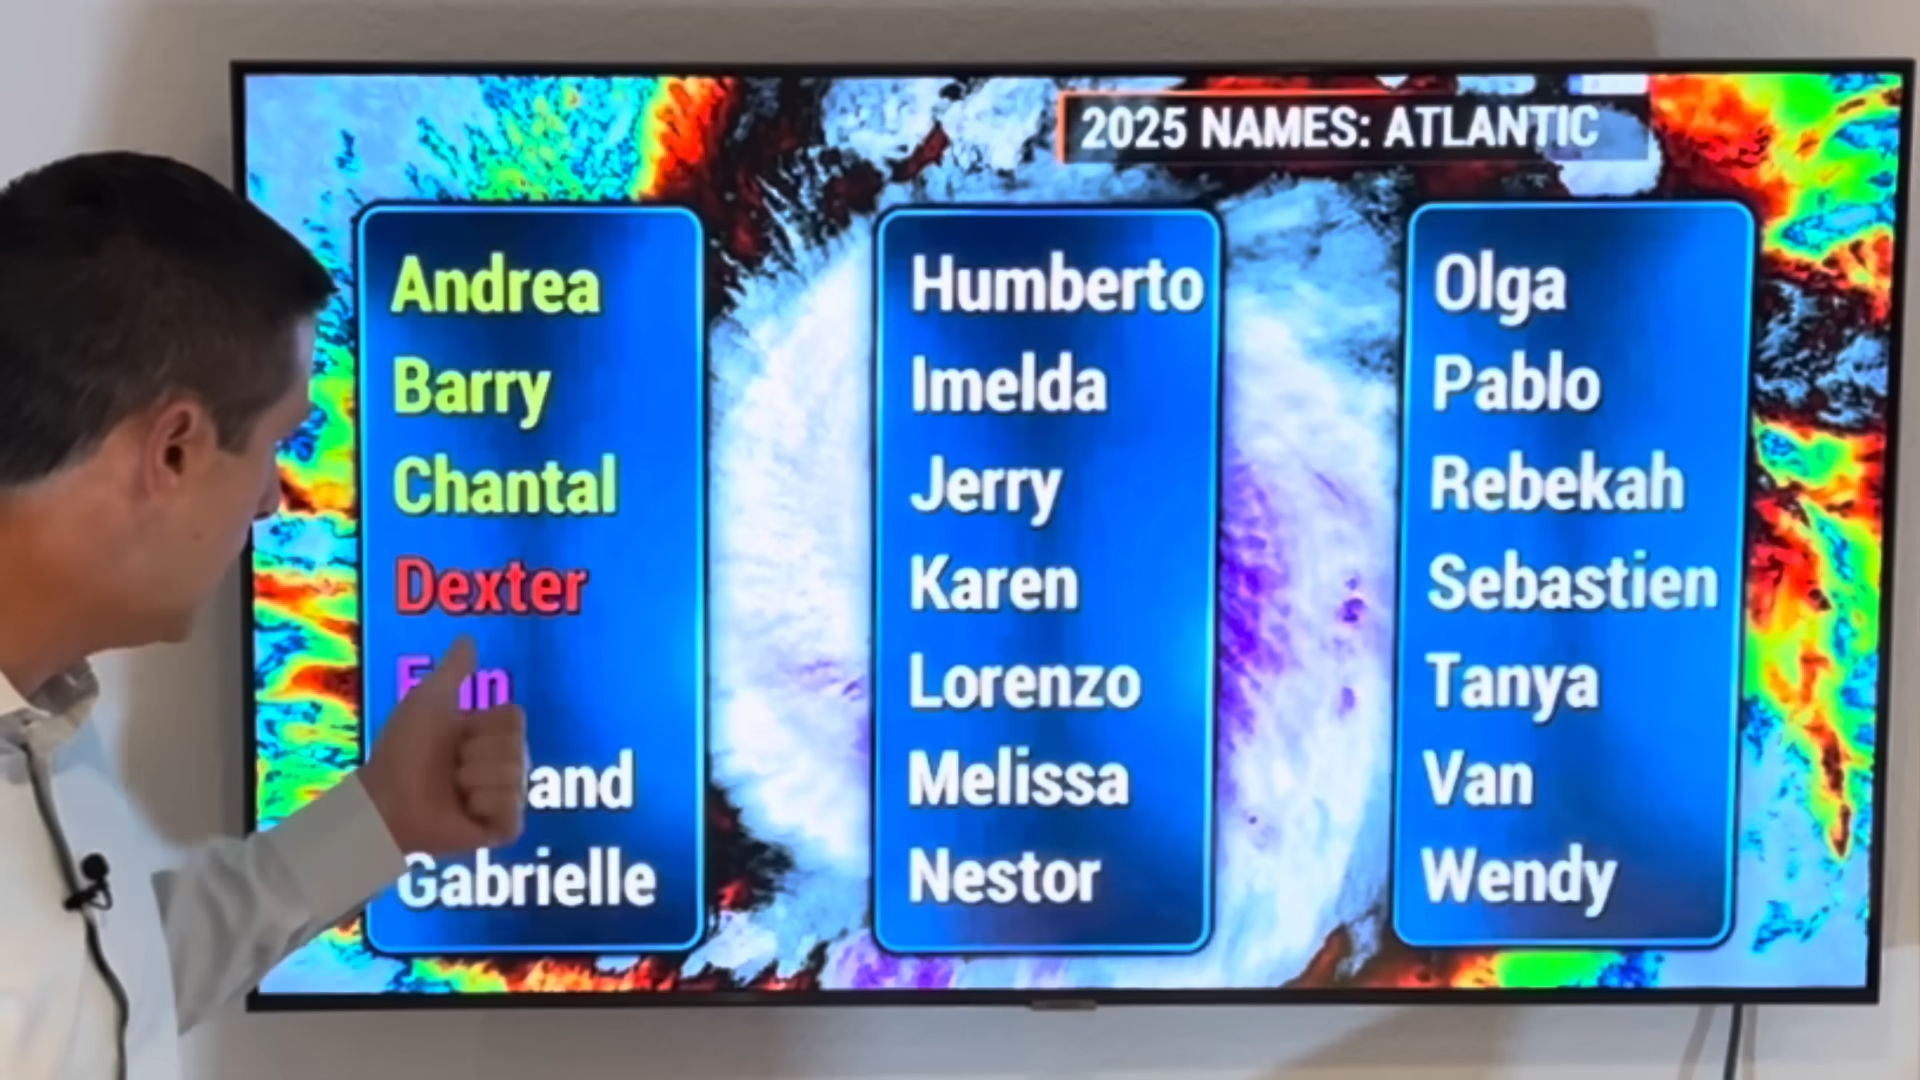 2025 NAMES: ATLANTIC
Andrea
Barry
Chantal
Dexter
Gabrielle
Humberto
Imelda
Jerry
Karen
Lorenzo
Melissa
Nestor
Olga
Pablo
Rebekah
Sebastien
Tanya
Van
Wendy